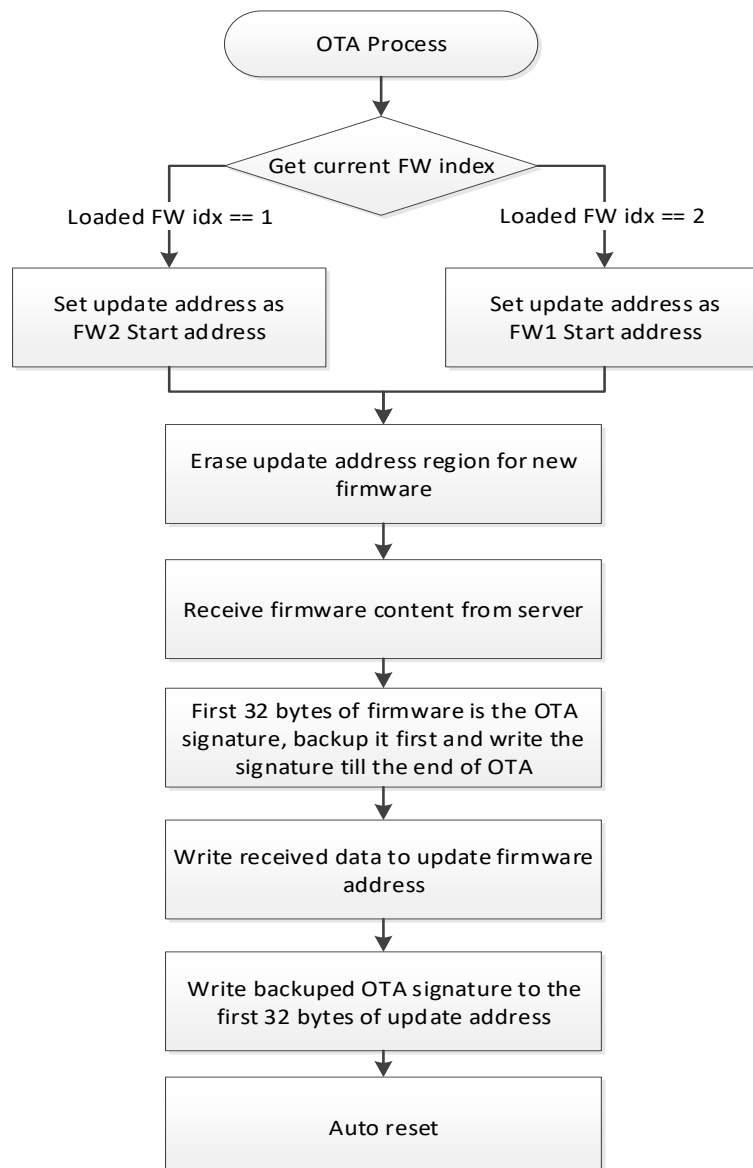 OTA Process
Get current FW index
Loaded FW idx == 1
Loaded FW idx == 2
Set update address as
FW2 Start address
Set update address as
FW1 Start address
Erase update address region for new
firmware
Receive firmware content from server
First 32 bytes of firmware is the OTA
signature, backup it first and write the
signature till the end of OTA
Write received data to update firmware
address
Write backuped OTA signature to the
first 32 bytes of update address
Auto reset